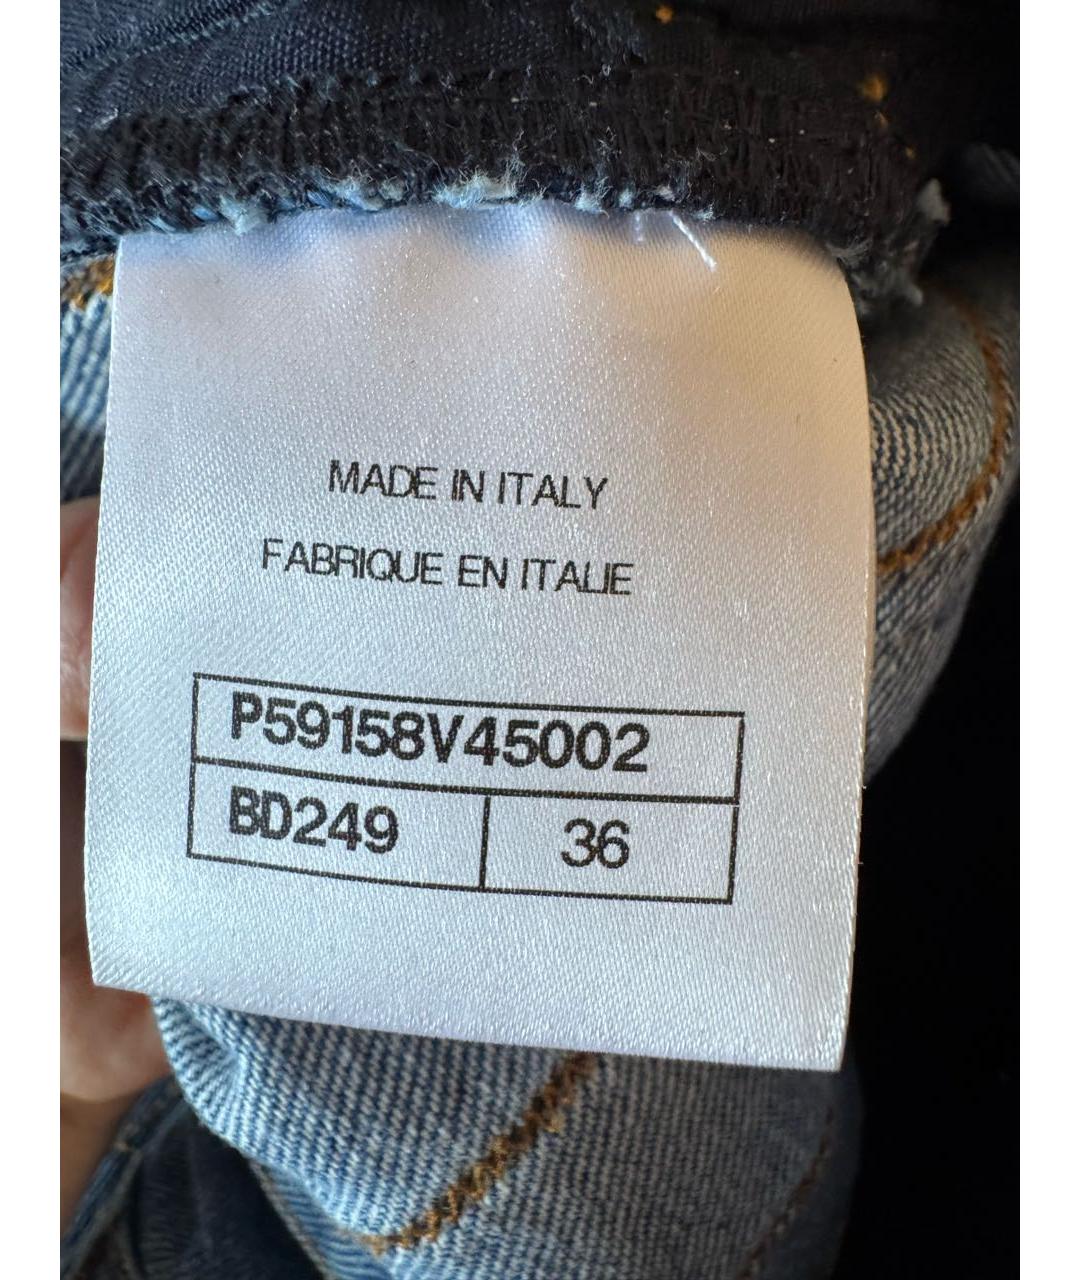 MADE IN ITALY
FABRIQUE EN ITALIE
P59158V45002
BD249 36